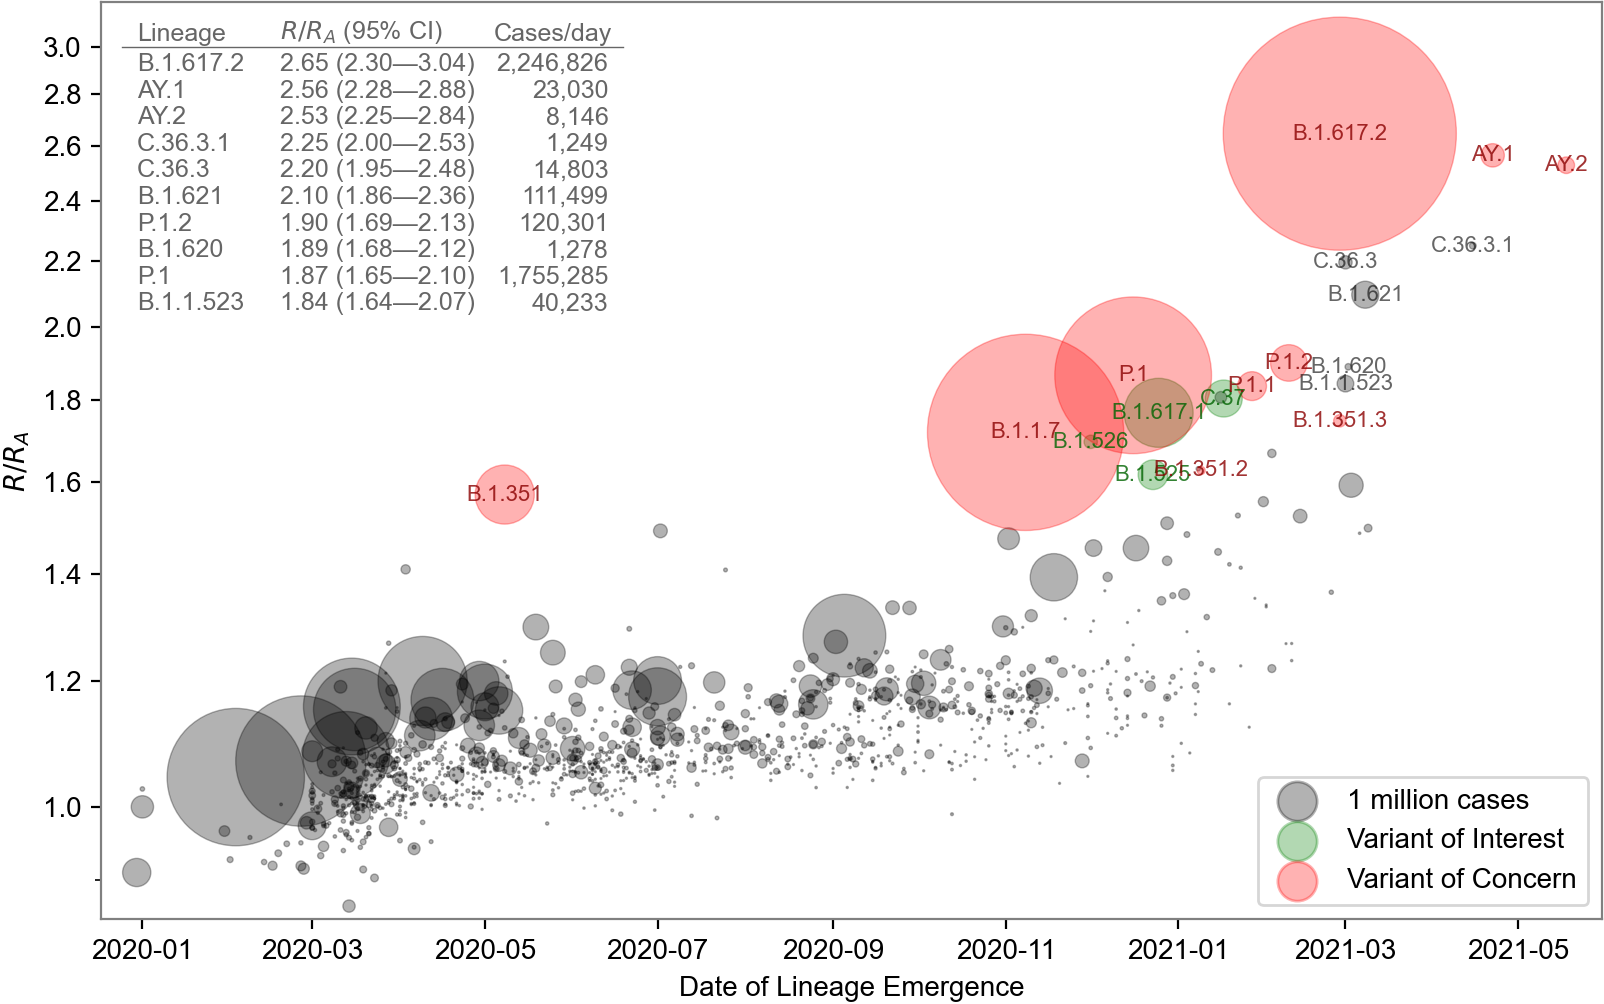 Lineage R/R_A (95% CI) Cases/day
B.1.617.2 2.65 (2.30—3.04) 2,246,826
AY.1 2.56 (2.28—2.88) 23,030
AY.2 2.53 (2.25—2.84) 8,146
C.36.3.1 2.25 (2.00—2.53) 1,249
C.36.3 2.20 (1.95—2.48) 14,803
B.1.621 2.10 (1.86—2.36) 111,499
P.1.2 1.90 (1.69—2.13) 120,301
B.1.620 1.89 (1.68—2.12) 1,278
P.1 1.87 (1.65—2.10) 1,755,285
B.1.1.523 1.84 (1.64—2.07) 40,233
3.0
2.8
2.6
2.4
2.2
2.0
1.8
1.6
1.4
1.2
1.0
R/R_A
B.1.617.2
AY.1
AY.2
C.36.3.1
C.36.3
B.1.621
P.1.2
B.1.620
P.1
P.1.1
B.1.1.523
C.37
B.1.617.1
B.1.351.3
B.1.1.7
B.1.526
B.1.351.2
B.1.525
B.1.351
1 million cases
Variant of Interest
Variant of Concern
2020-01 2020-03 2020-05 2020-07 2020-09 2020-11 2021-01 2021-03 2021-05
Date of Lineage Emergence